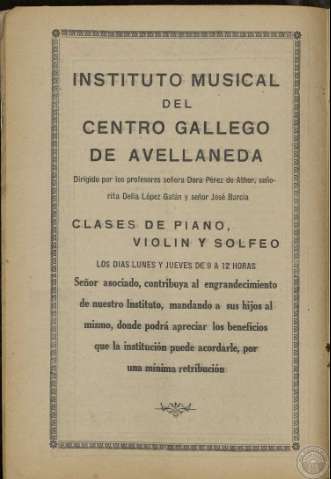 INSTITUTO MUSICAL
DEL
CENTRO GALLEGO
DE AVELLANEDA
Dirigido por los profesores señora Dora Pérez de Alher, seño-
rita Delia López Galán y señor José Barcia
CLASES DE PIANO,
VIOLIN Y SOLFEO
LOS DIAS LUNES Y JUEVES DE 9 A 12 HORAS
Señor asociado, contribuya al engrandecimiento
de nuestro Instituto, mandando a sus hijos al
mismo, donde podrá apreciar los beneficios
que la institución puede acordarle, por
una mínima retribución